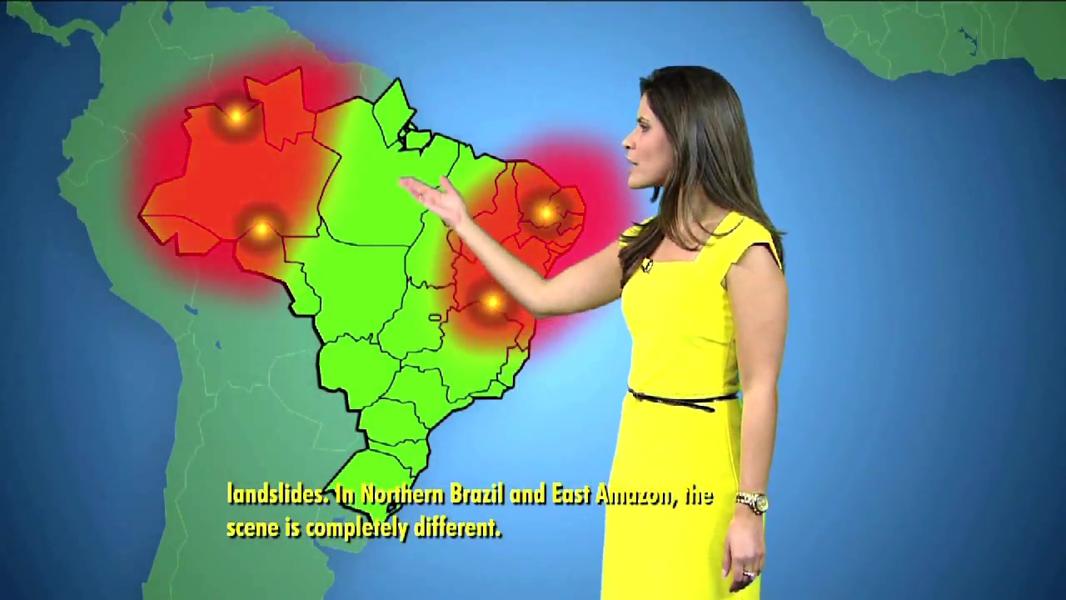 landslides. In Northern Brazil and East Amazon, the
scene is completely different.